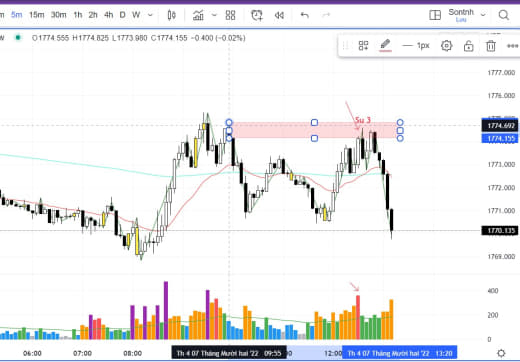 5m 15m 30m 1h 2h 4h D W Sontnh
Lưu
O1774.555 H1774.825 L1773.980 C1774.155 −0.400 (−0.02%)
1px
1777.000
1776.000
Su 3
1774.692
1774.155
1773.000
1772.000
1771.000
1770.135
1769.000
400
200
06:00 07:00 08:00 Th 4 07 Tháng Mười hai '22 09:55 12:00 Th 4 07 Tháng Mười hai '22 13:20